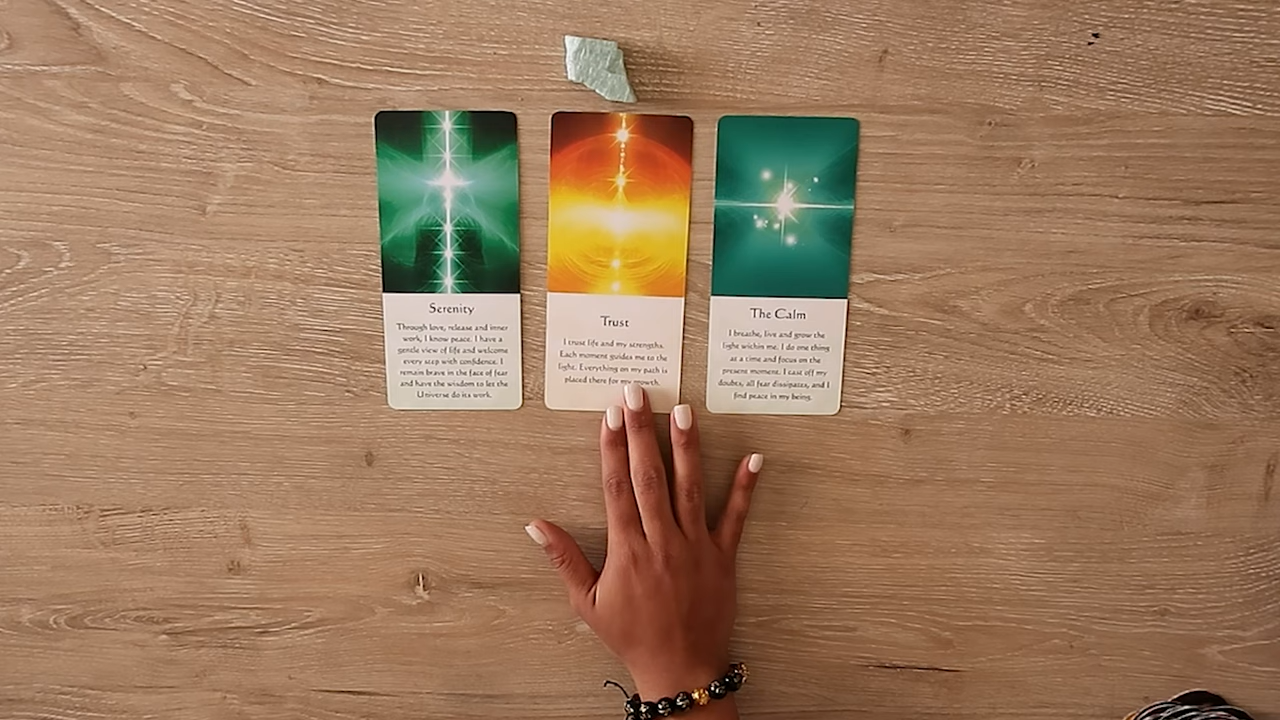 Serenity
Through love, release and inner
work, I know peace. I have a
gentle view of life and welcome
every step with confidence. I
remain brave in the face of fear
and have the wisdom to let the
Universe do its work.
Trust
I trust life and my strengths.
Each moment guides me to the
light. Everything on my path is
placed there for my growth.
The Calm
I breathe, live and grow the
light within me. I do one thing
at a time and focus on the
present moment. I cast off my
doubts, all fear dissipates, and I
find peace in my being.